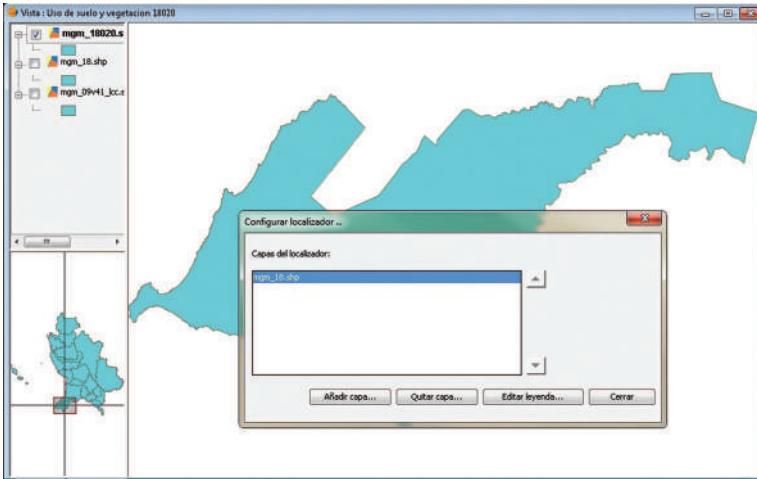 Vista : Uso de suelo y vegetacion 18020
mgm_18020.s
mgm_18.shp
mgm_09v41_lcc.s
Configurar localizador ..
Capas del localizador:
mgm_18.shp
Añadir capa...
Quitar capa...
Editar leyenda...
Cerrar